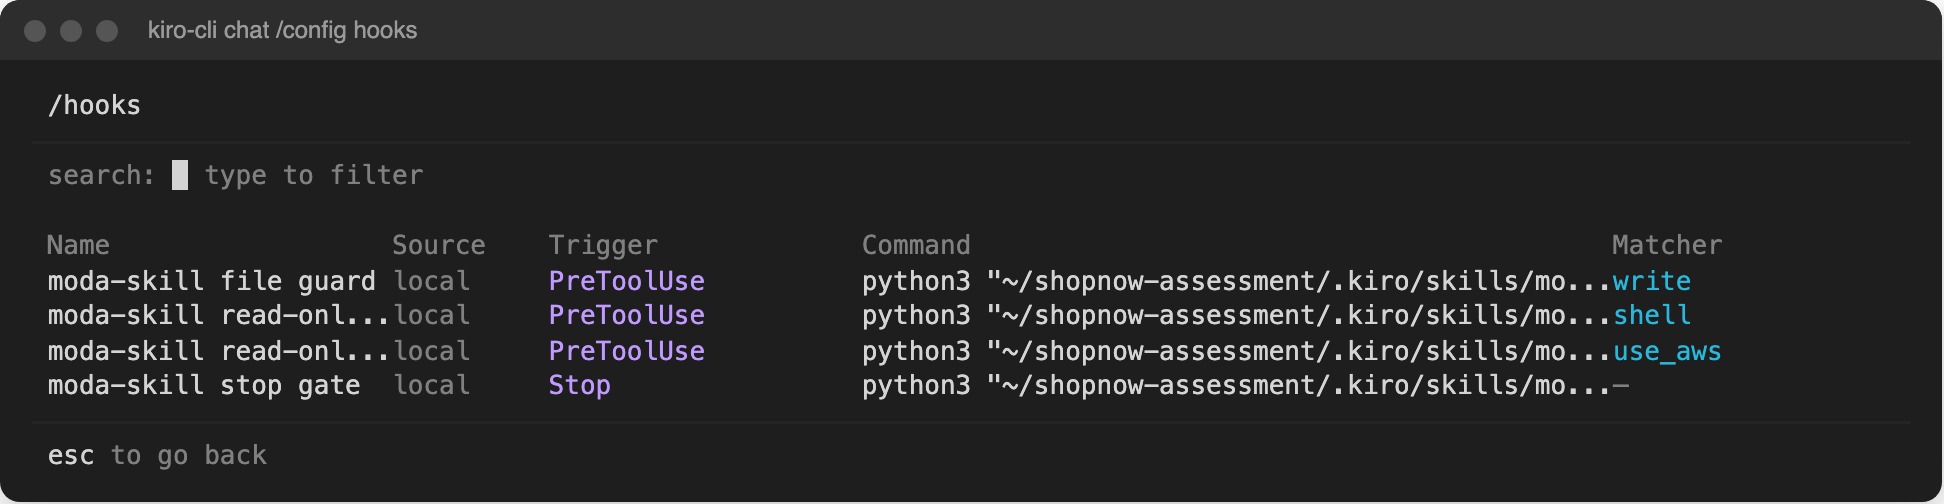 kiro-cli chat /config hooks
/hooks
search: type to filter
Name Source Trigger Command Matcher
moda-skill file guard local PreToolUse python3 "~/shopnow-assessment/.kiro/skills/mo...write
moda-skill read-onl...local PreToolUse python3 "~/shopnow-assessment/.kiro/skills/mo...shell
moda-skill read-onl...local PreToolUse python3 "~/shopnow-assessment/.kiro/skills/mo...use_aws
moda-skill stop gate local Stop python3 "~/shopnow-assessment/.kiro/skills/mo...—
esc to go back